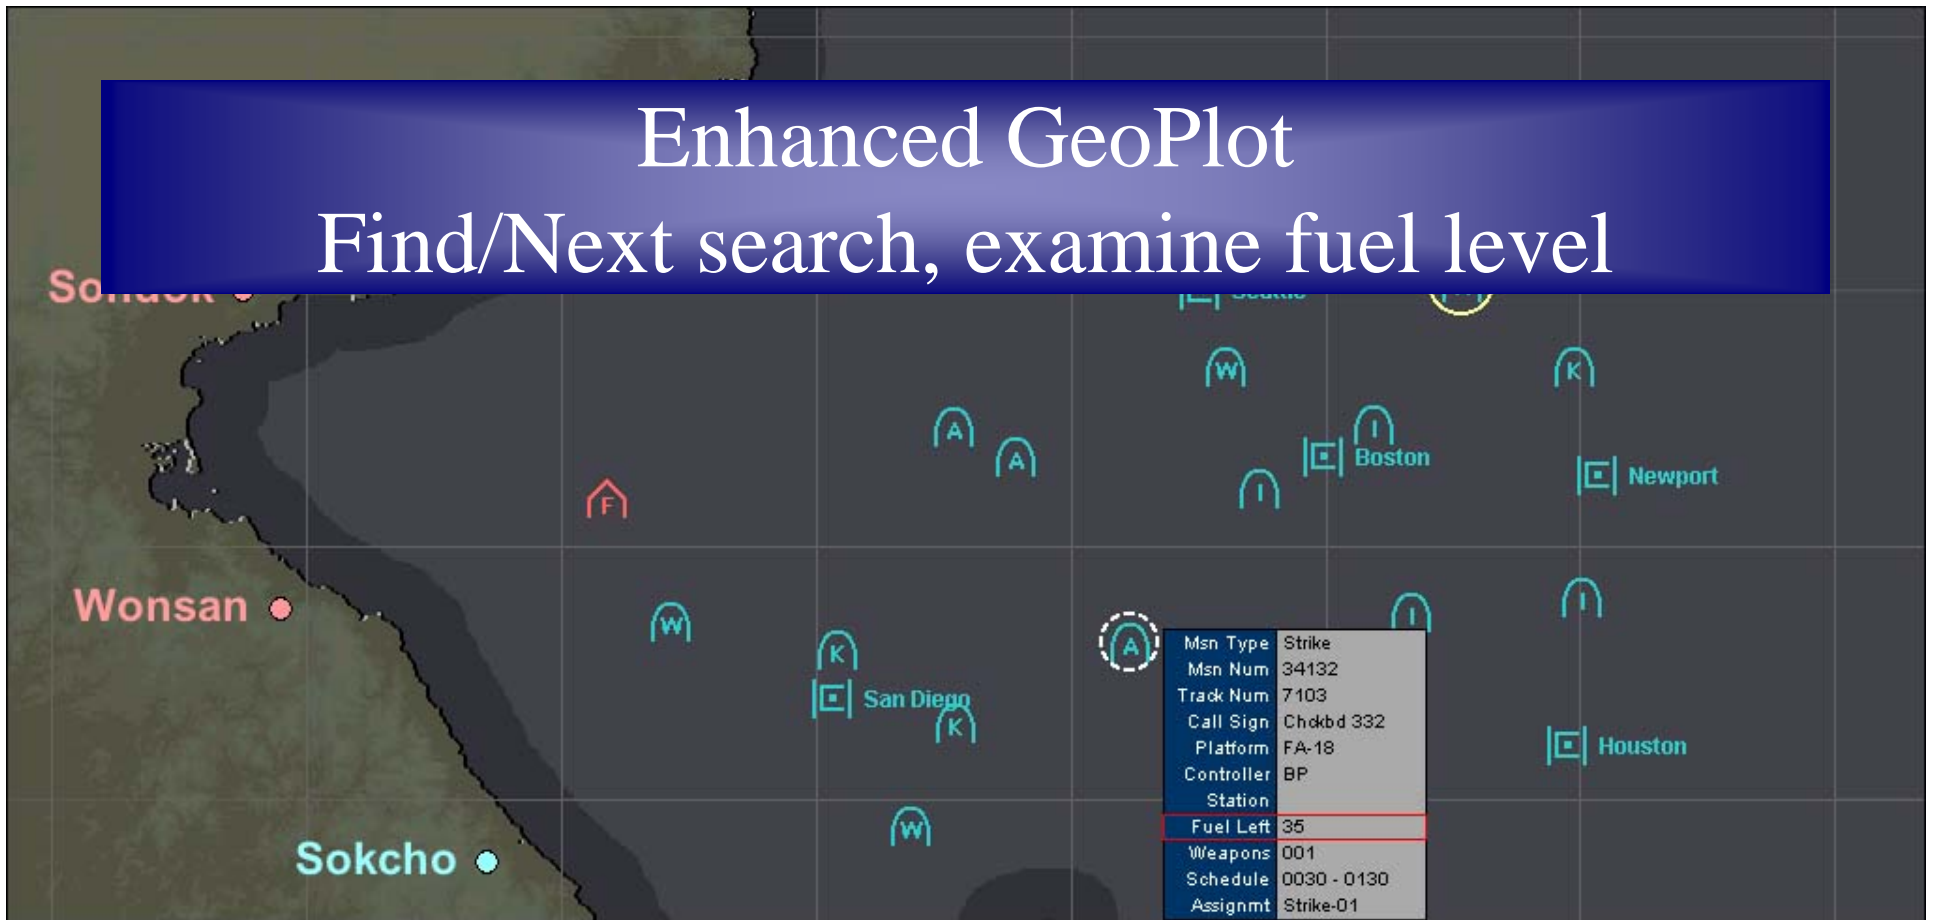 Enhanced GeoPlot
Find/Next search, examine fuel level
W
K
A
I
A
Boston
Newport
I
F
Wonsan
W
K
A
I
I
San Diego
K
Houston
W
Sokcho
Msn Type Strike
Msn Num 34132
Track Num 7103
Call Sign Chckbd 332
Platform FA-18
Controller BP
Station
Fuel Left 35
Weapons 001
Schedule 0030 - 0130
Assignmt Strike-01